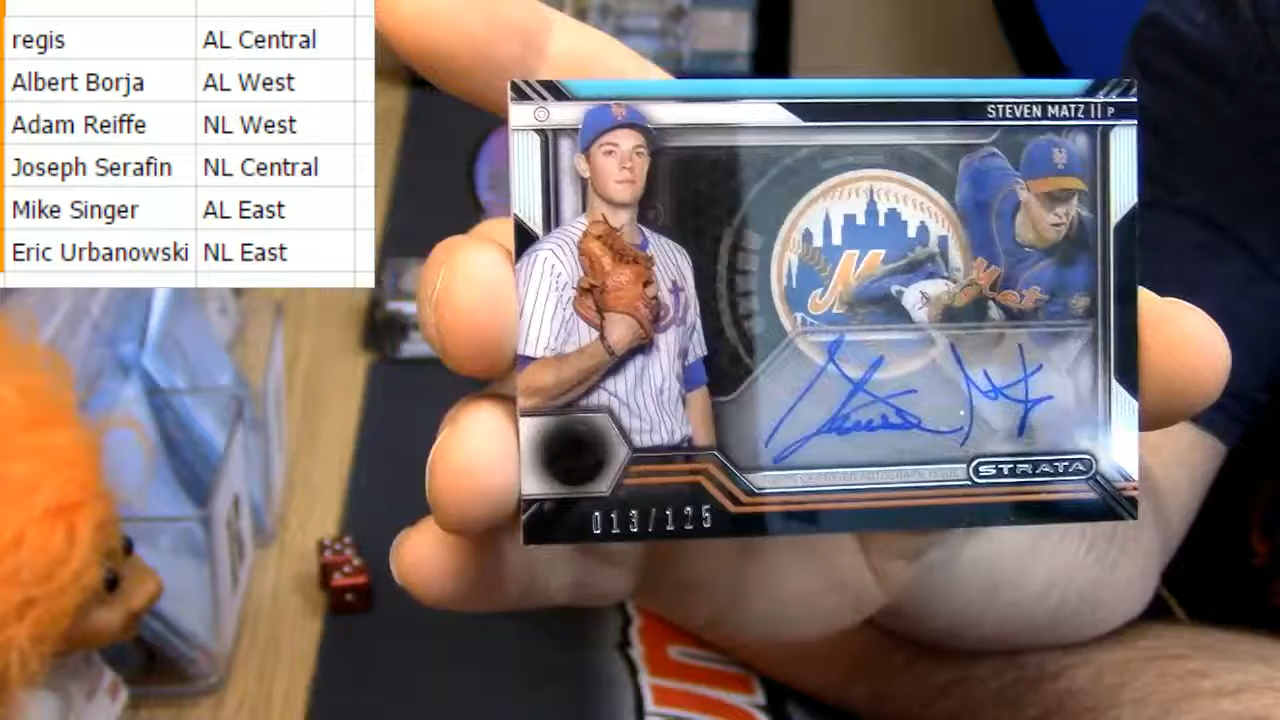 regis AL Central
Albert Borja AL West
Adam Reiffe NL West
Joseph Serafin NL Central
Mike Singer AL East
Eric Urbanowski NL East
STEVEN MATZ || P
STRATA
013/125